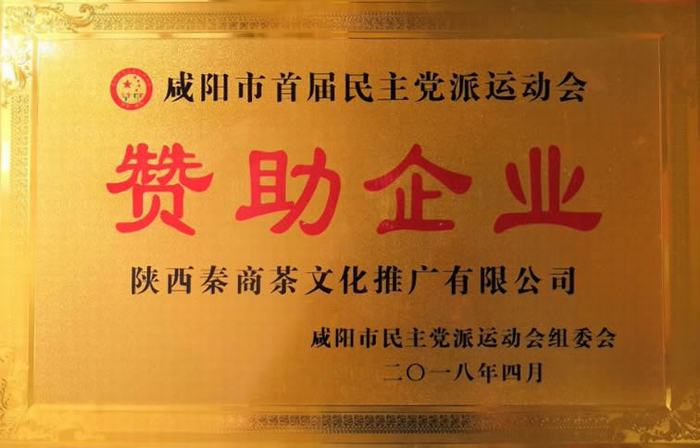 咸阳市首届民主党派运动会
赞助企业
陕西秦商茶文化推广有限公司
咸阳市民主党派运动会组委会
二〇一八年四月